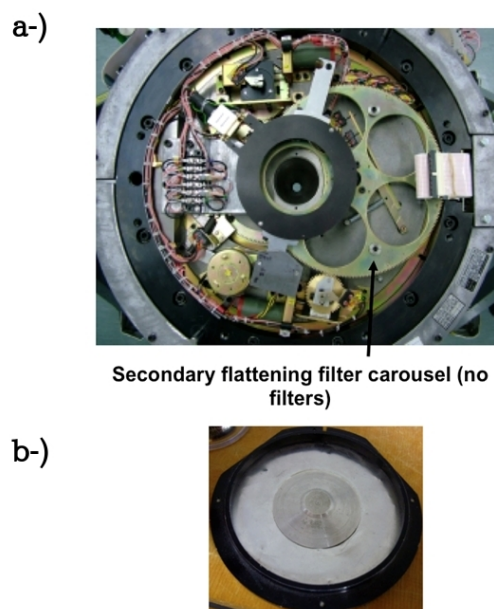 a-)
Secondary flattening filter carousel (no
filters)
b-)